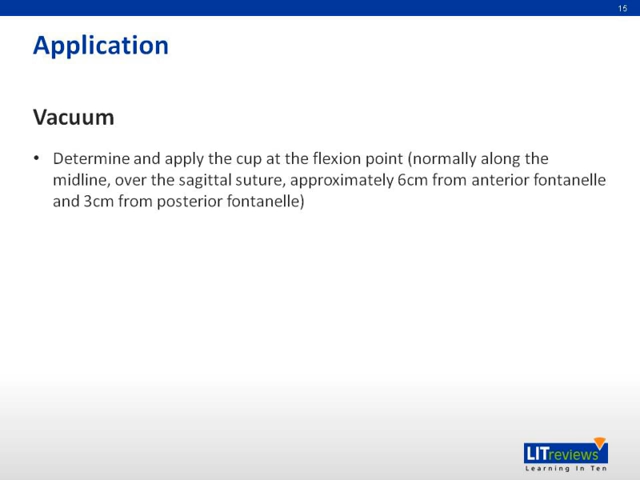 15
Application
Vacuum
• Determine and apply the cup at the flexion point (normally along the
midline, over the sagittal suture, approximately 6cm from anterior fontanelle
and 3cm from posterior fontanelle)
LITreviews
Learning In Ten